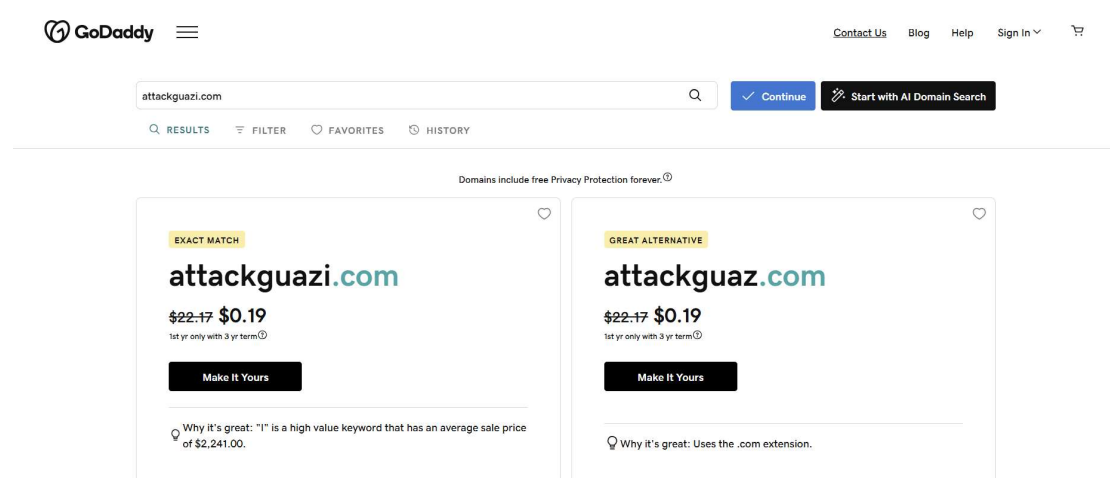 GoDaddy
Contact Us Blog Help Sign In
attackguazi.com
Continue
Start with AI Domain Search
RESULTS FILTER FAVORITES HISTORY
Domains include free Privacy Protection forever.
EXACT MATCH
attackguazi.com
$22.17 $0.19
1st yr only with 3 yr term
Make It Yours
Why it's great: "I" is a high value keyword that has an average sale price
of $2,241.00.
GREAT ALTERNATIVE
attackguaz.com
$22.17 $0.19
1st yr only with 3 yr term
Make It Yours
Why it's great: Uses the .com extension.